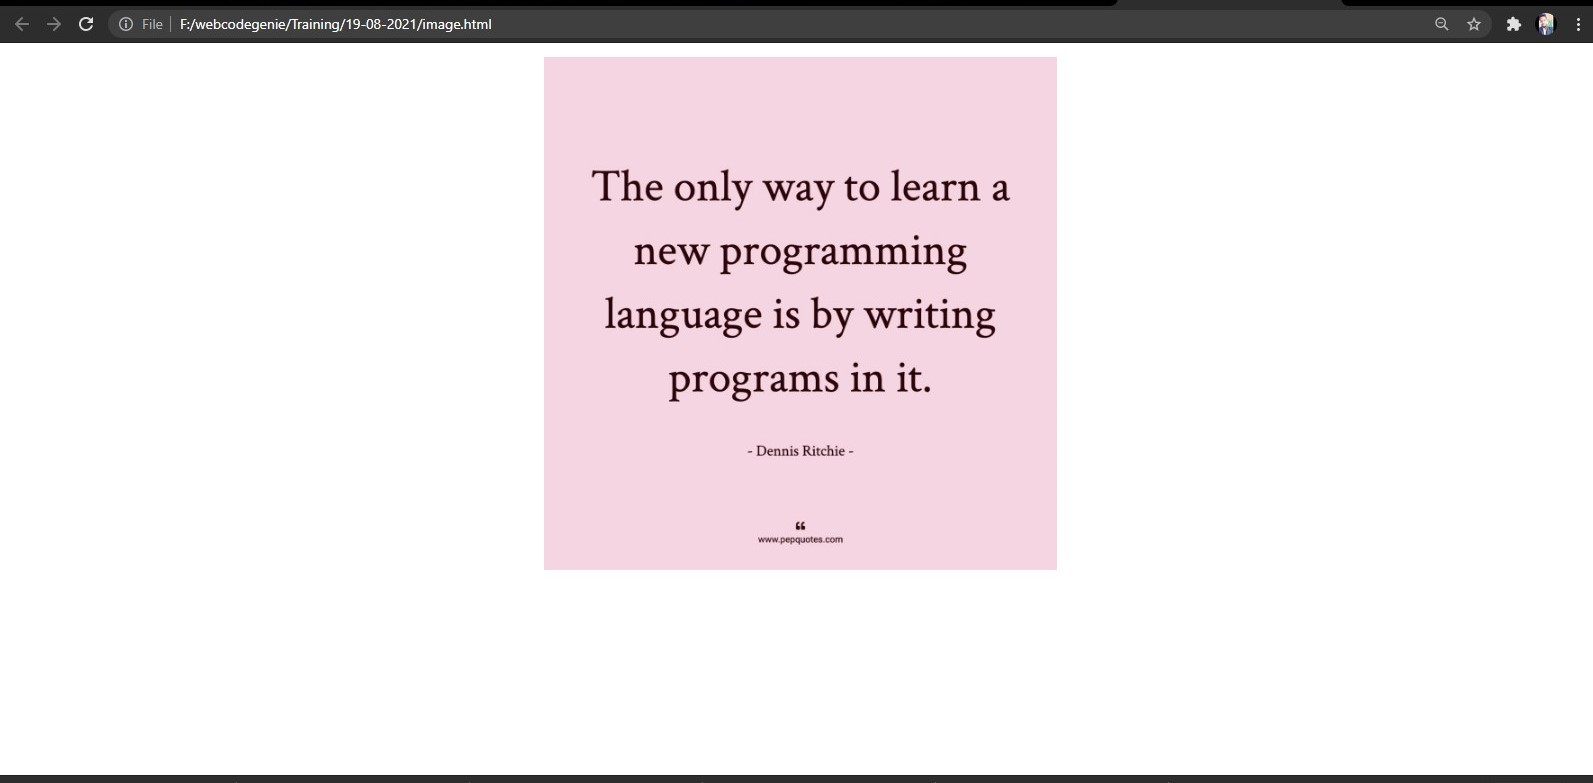 File
F:/webcodegenie/Training/19-08-2021/image.html
The only way to learn a
new programming
language is by writing
programs in it.
- Dennis Ritchie -
❝
www.pepquotes.com